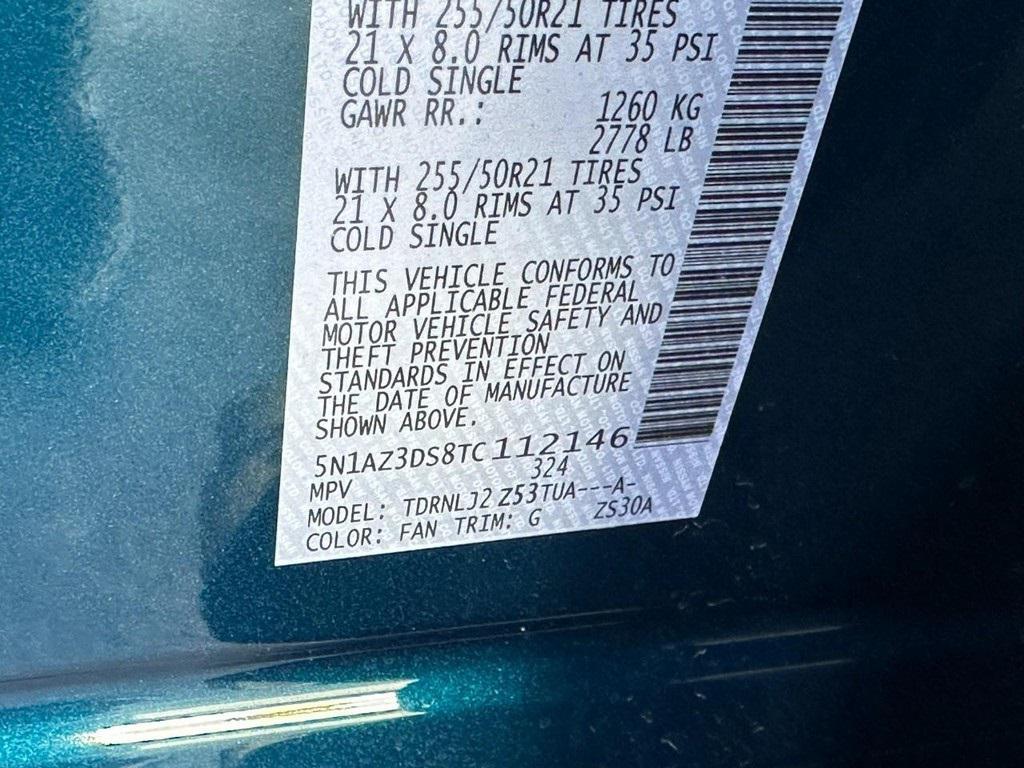 WITH 255/50R21 TIRES
21 X 8.0 RIMS AT 35 PSI
COLD SINGLE
GAWR RR.: 1260 KG
2778 LB
WITH 255/50R21 TIRES
21 X 8.0 RIMS AT 35 PSI
COLD SINGLE
THIS VEHICLE CONFORMS TO
ALL APPLICABLE FEDERAL
MOTOR VEHICLE SAFETY AND
THEFT PREVENTION
STANDARDS IN EFFECT ON
THE DATE OF MANUFACTURE
SHOWN ABOVE.
5N1AZ3DS8TC112146
MPV 324
MODEL: TDRNLJ2 Z53TUA---A-
COLOR: FAN TRIM: G ZS30A